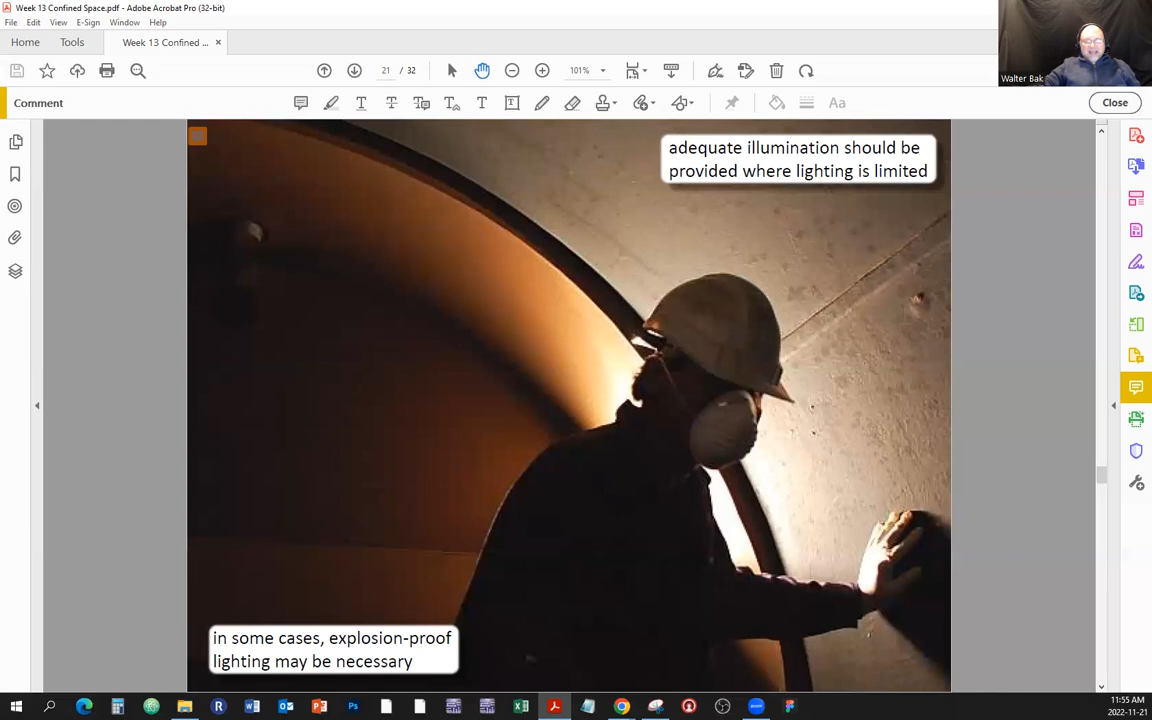 Week 13 Confined Space.pdf - Adobe Acrobat Pro (32-bit)
File Edit View E-Sign Window Help
Home Tools Week 13 Confined ... ×
21 / 32 101%
Walter Bak
Comment Close
Aa
adequate illumination should be
provided where lighting is limited
in some cases, explosion-proof
lighting may be necessary
11:55 AM
2022-11-21